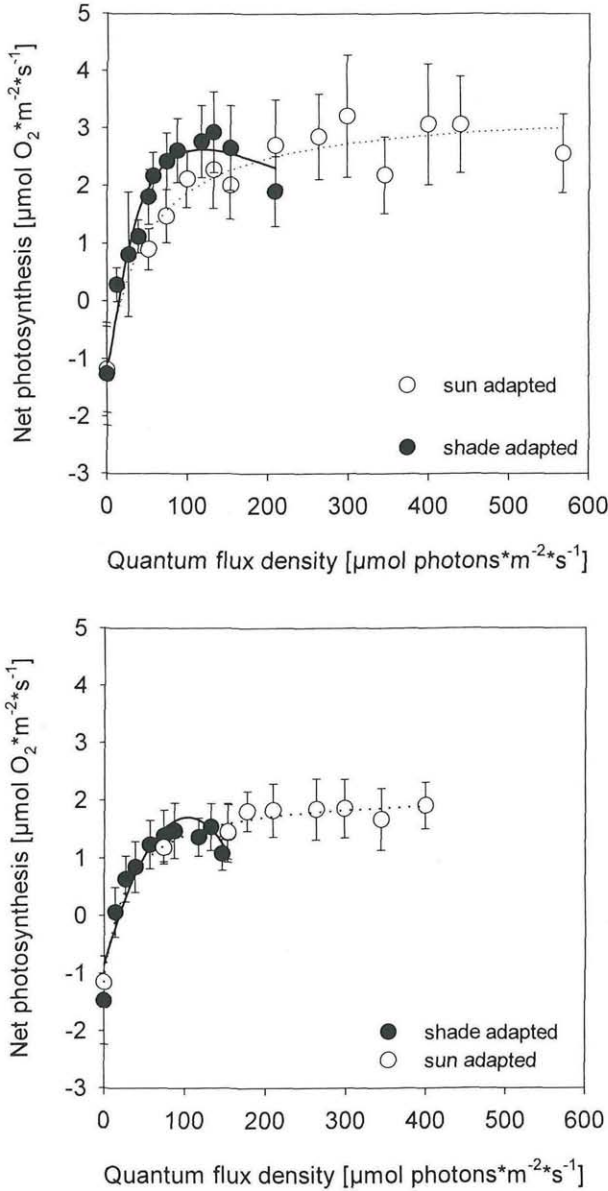 Net photosynthesis [µmol O2*m-2*s-1]
5
4
3
2
1
0
-1
-2
-3
sun adapted
shade adapted
0 100 200 300 400 500 600
Quantum flux density [µmol photons*m-2*s-1]
Net photosynthesis [µmol O2*m-2*s-1]
5
4
3
2
1
0
-1
-2
-3
shade adapted
sun adapted
0 100 200 300 400 500 600
Quantum flux density [µmol photons*m-2*s-1]